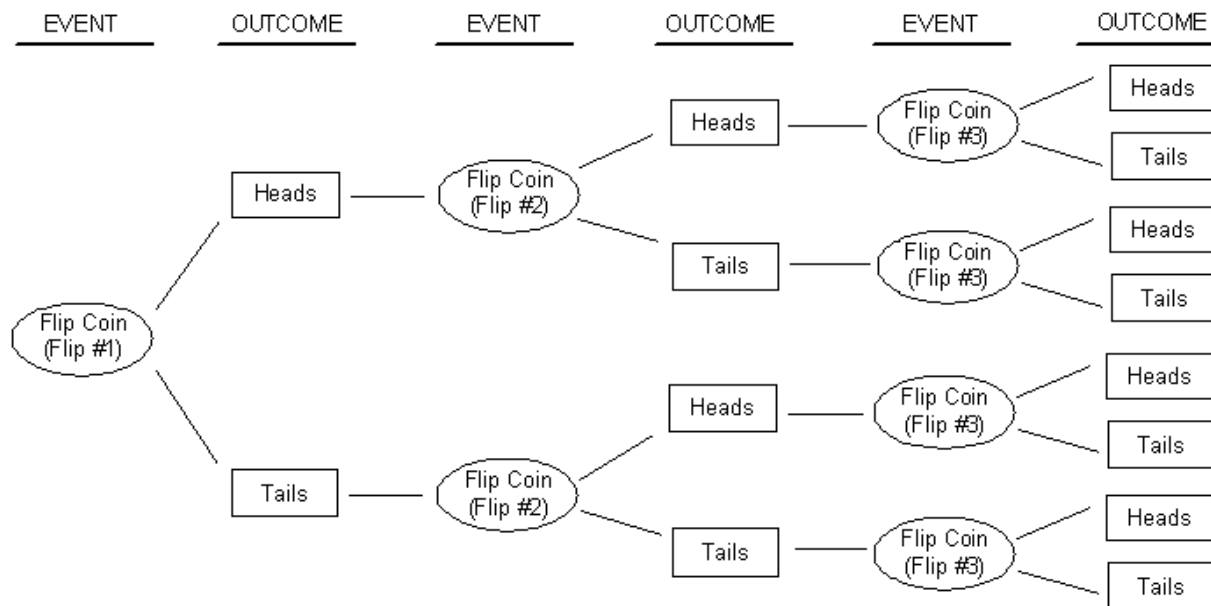 EVENT OUTCOME EVENT OUTCOME EVENT OUTCOME
Heads
Heads
Flip Coin
(Flip #3)
Tails
Heads
Flip Coin
(Flip #2)
Heads
Tails
Flip Coin
(Flip #3)
Tails
Flip Coin
(Flip #1)
Heads
Heads
Flip Coin
(Flip #3)
Tails
Tails
Flip Coin
(Flip #2)
Heads
Tails
Flip Coin
(Flip #3)
Tails